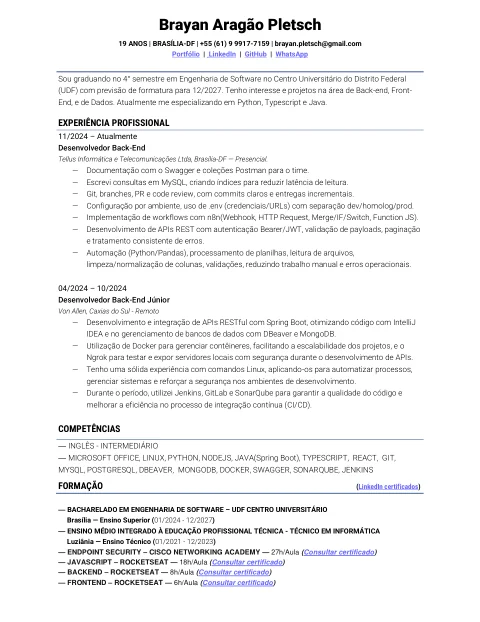 Brayan Aragão Pletsch
19 ANOS | BRASÍLIA-DF | +55 (61) 9 9917-7159 | brayan.pletsch@gmail.com
Portfólio | LinkedIn | GitHub | WhatsApp
Sou graduando no 4° semestre em Engenharia de Software no Centro Universitário do Distrito Federal
(UDF) com previsão de formatura para 12/2027. Tenho interesse e projetos na área de Back-end, Front-
End, e de Dados. Atualmente me especializando em Python, Typescript e Java.
EXPERIÊNCIA PROFISSIONAL
11/2024 – Atualmente
Desenvolvedor Back-End
Tellus Informática e Telecomunicações Ltda, Brasília-DF — Presencial.
— Documentação com o Swagger e coleções Postman para o time.
— Escrevi consultas em MySQL, criando índices para reduzir latência de leitura.
— Git, branches, PR e code review, com commits claros e entregas incrementais.
— Configuração por ambiente, uso de .env (credenciais/URLs) com separação dev/homolog/prod.
— Implementação de workflows com n8n(Webhook, HTTP Request, Merge/IF/Switch, Function JS).
— Desenvolvimento de APIs REST com autenticação Bearer/JWT, validação de payloads, paginação
e tratamento consistente de erros.
— Automação (Python/Pandas), processamento de planilhas, leitura de arquivos,
limpeza/normalização de colunas, validações, reduzindo trabalho manual e erros operacionais.
04/2024 – 10/2024
Desenvolvedor Back-End Júnior
Von Allen, Caxias do Sul - Remoto
— Desenvolvimento e integração de APIs RESTful com Spring Boot, otimizando código com IntelliJ
IDEA e no gerenciamento de bancos de dados com DBeaver e MongoDB.
— Utilização de Docker para gerenciar contêineres, facilitando a escalabilidade dos projetos, e o
Ngrok para testar e expor servidores locais com segurança durante o desenvolvimento de APIs.
— Tenho uma sólida experiência com comandos Linux, aplicando-os para automatizar processos,
gerenciar sistemas e reforçar a segurança nos ambientes de desenvolvimento.
— Durante o período, utilizei Jenkins, GitLab e SonarQube para garantir a qualidade do código e
melhorar a eficiência no processo de integração contínua (CI/CD).
COMPETÊNCIAS
— INGLÊS - INTERMEDIÁRIO
— MICROSOFT OFFICE, LINUX, PYTHON, NODEJS, JAVA(Spring Boot), TYPESCRIPT, REACT, GIT,
MYSQL, POSTGRESQL, DBEAVER, MONGODB, DOCKER, SWAGGER, SONARQUBE, JENKINS
FORMAÇÃO (LinkedIn certificados)
— BACHARELADO EM ENGENHARIA DE SOFTWARE – UDF CENTRO UNIVERSITÁRIO
Brasília — Ensino Superior (01/2024 - 12/2027)
— ENSINO MÉDIO INTEGRADO À EDUCAÇÃO PROFISSIONAL TÉCNICA - TÉCNICO EM INFORMÁTICA
Luziânia — Ensino Técnico (01/2021 - 12/2023)
— ENDPOINT SECURITY – CISCO NETWORKING ACADEMY — 27h/Aula (Consultar certificado)
— JAVASCRIPT – ROCKETSEAT — 18h/Aula (Consultar certificado)
— BACKEND – ROCKETSEAT — 8h/Aula (Consultar certificado)
— FRONTEND – ROCKETSEAT — 6h/Aula (Consultar certificado)